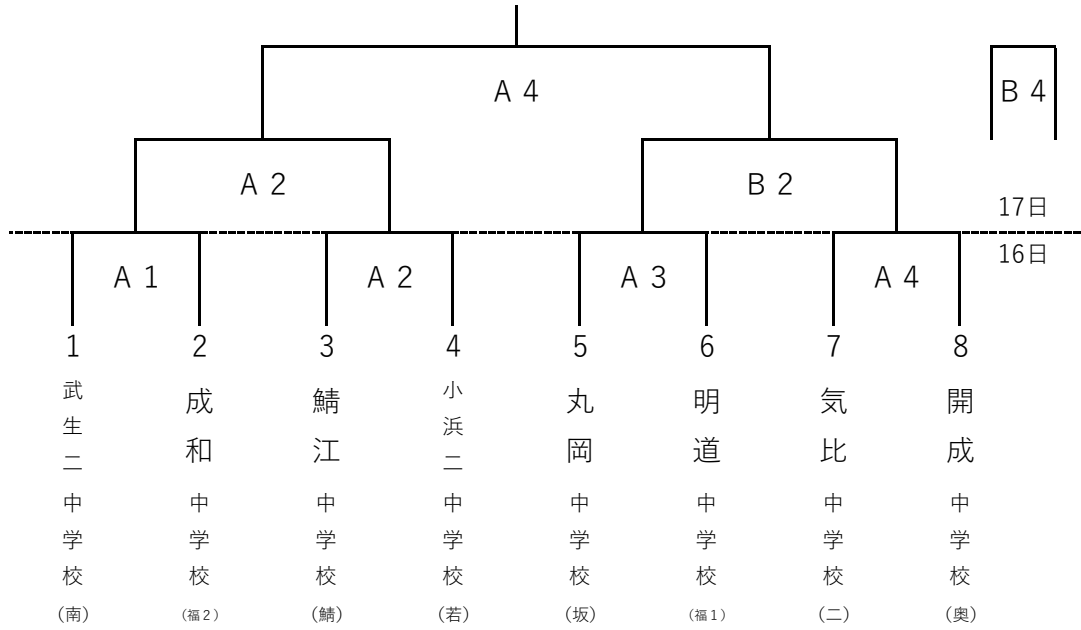 A 4
B 4
A 2
B 2
17日
16日
A 1
A 2
A 3
A 4
1
2
3
4
5
6
7
8
武生二中学校
(南)
成和中学校
(福2)
鯖江中学校
(鯖)
小浜二中学校
(若)
丸岡中学校
(坂)
明道中学校
(福1)
気比中学校
(二)
開成中学校
(奥)